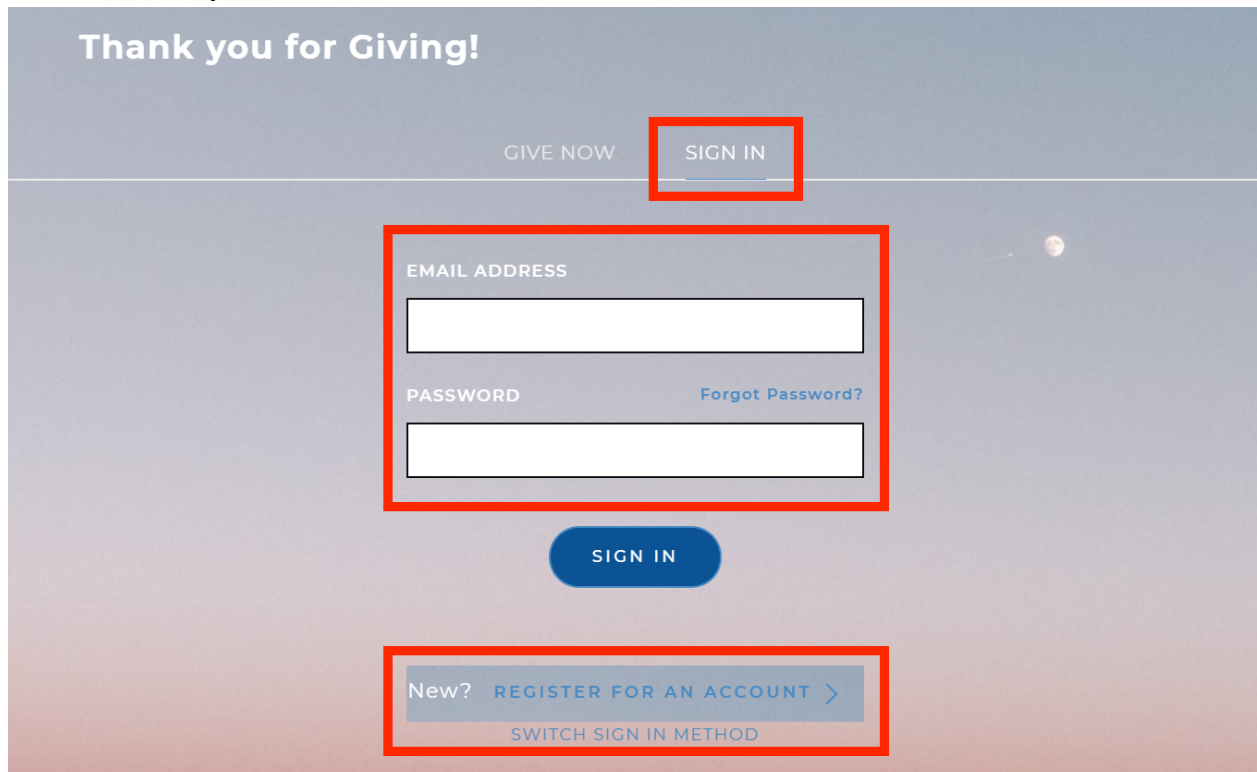 Thank you for Giving!
GIVE NOW SIGN IN
EMAIL ADDRESS
PASSWORD Forgot Password?
SIGN IN
New? REGISTER FOR AN ACCOUNT
SWITCH SIGN IN METHOD